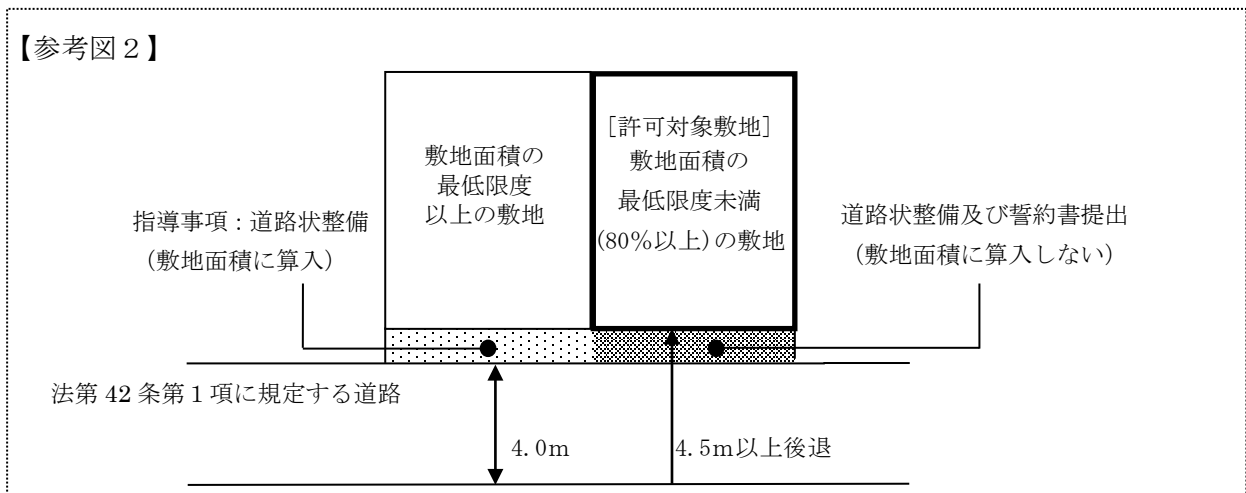 【参考図２】
敷地面積の
最低限度
以上の敷地
[許可対象敷地]
敷地面積の
最低限度未満
(80％以上)の敷地
指導事項：道路状整備
（敷地面積に算入）
道路状整備及び誓約書提出
（敷地面積に算入しない）
法第 42 条第１項に規定する道路
4.0m
4.5m以上後退